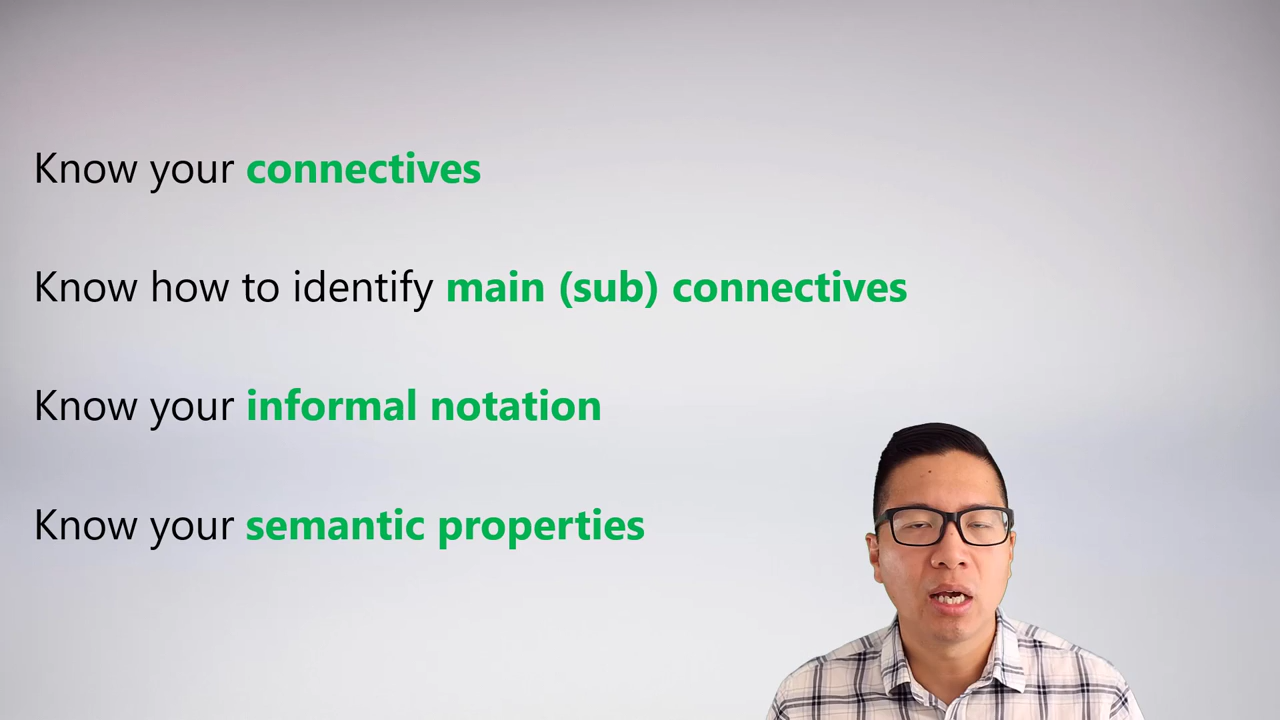 Know your connectives
Know how to identify main (sub) connectives
Know your informal notation
Know your semantic properties